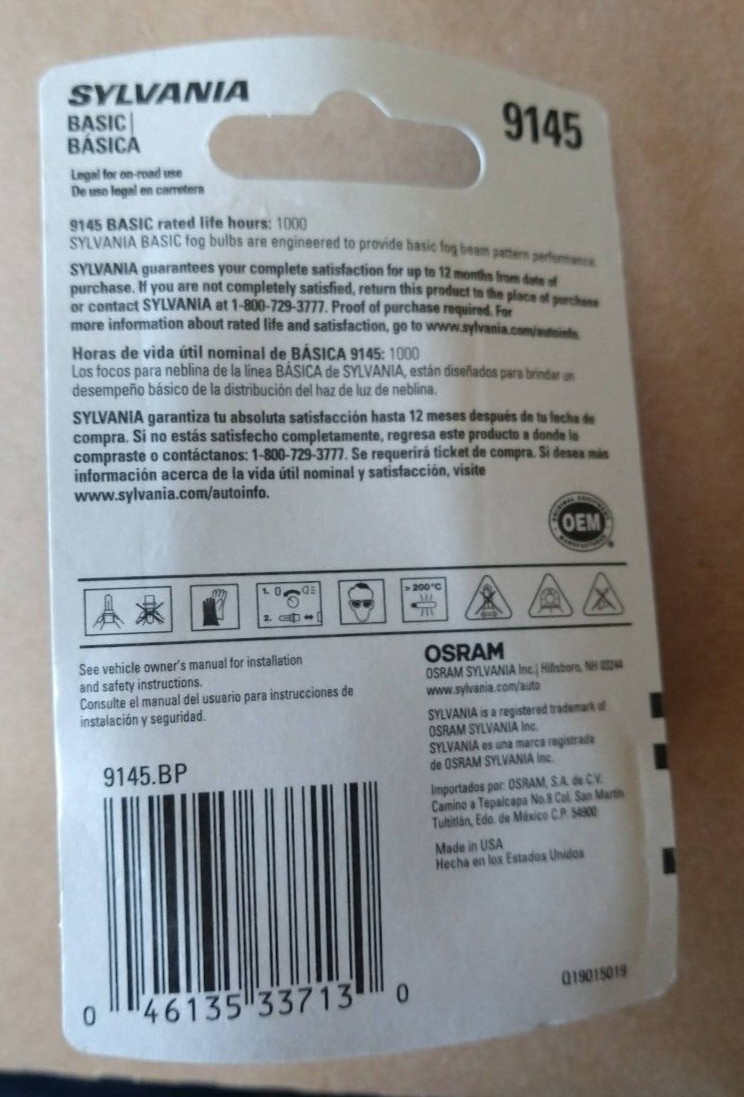 SYLVANIA
BASIC
BÁSICA
9145
Legal for on-road use
De uso legal en carretera
9145 BASIC rated life hours: 1000
SYLVANIA BASIC fog bulbs are engineered to provide basic fog beam pattern performance.
SYLVANIA guarantees your complete satisfaction for up to 12 months from date of
purchase. If you are not completely satisfied, return this product to the place of purchase
or contact SYLVANIA at 1-800-729-3777. Proof of purchase required. For
more information about rated life and satisfaction, go to www.sylvania.com/autoinfo.
Horas de vida útil nominal de BÁSICA 9145: 1000
Los focos para neblina de la línea BÁSICA de SYLVANIA, están diseñados para brindar un
desempeño básico de la distribución del haz de luz de neblina.
SYLVANIA garantiza tu absoluta satisfacción hasta 12 meses después de tu fecha de
compra. Si no estás satisfecho completamente, regresa este producto a donde lo
compraste o contáctanos: 1-800-729-3777. Se requerirá ticket de compra. Si desea más
información acerca de la vida útil nominal y satisfacción, visite
www.sylvania.com/autoinfo.
ORIGINAL EQUIPMENT
OEM
MANUFACTURER
1. 0
2.
> 200°C
See vehicle owner's manual for installation
and safety instructions.
Consulte el manual del usuario para instrucciones de
instalación y seguridad.
OSRAM
OSRAM SYLVANIA Inc. | Hillsboro, NH 03244
www.sylvania.com/auto
SYLVANIA is a registered trademark of
OSRAM SYLVANIA Inc.
SYLVANIA es una marca registrada
de OSRAM SYLVANIA Inc.
Importados por: OSRAM, S.A. de C.V.
Camino a Tepalcapa No.8 Col. San Martín
Tultitlán, Edo. de México C.P. 54900
Made in USA
Hecha en los Estados Unidos
9145.BP
0 46135 33713 0
Q19015019